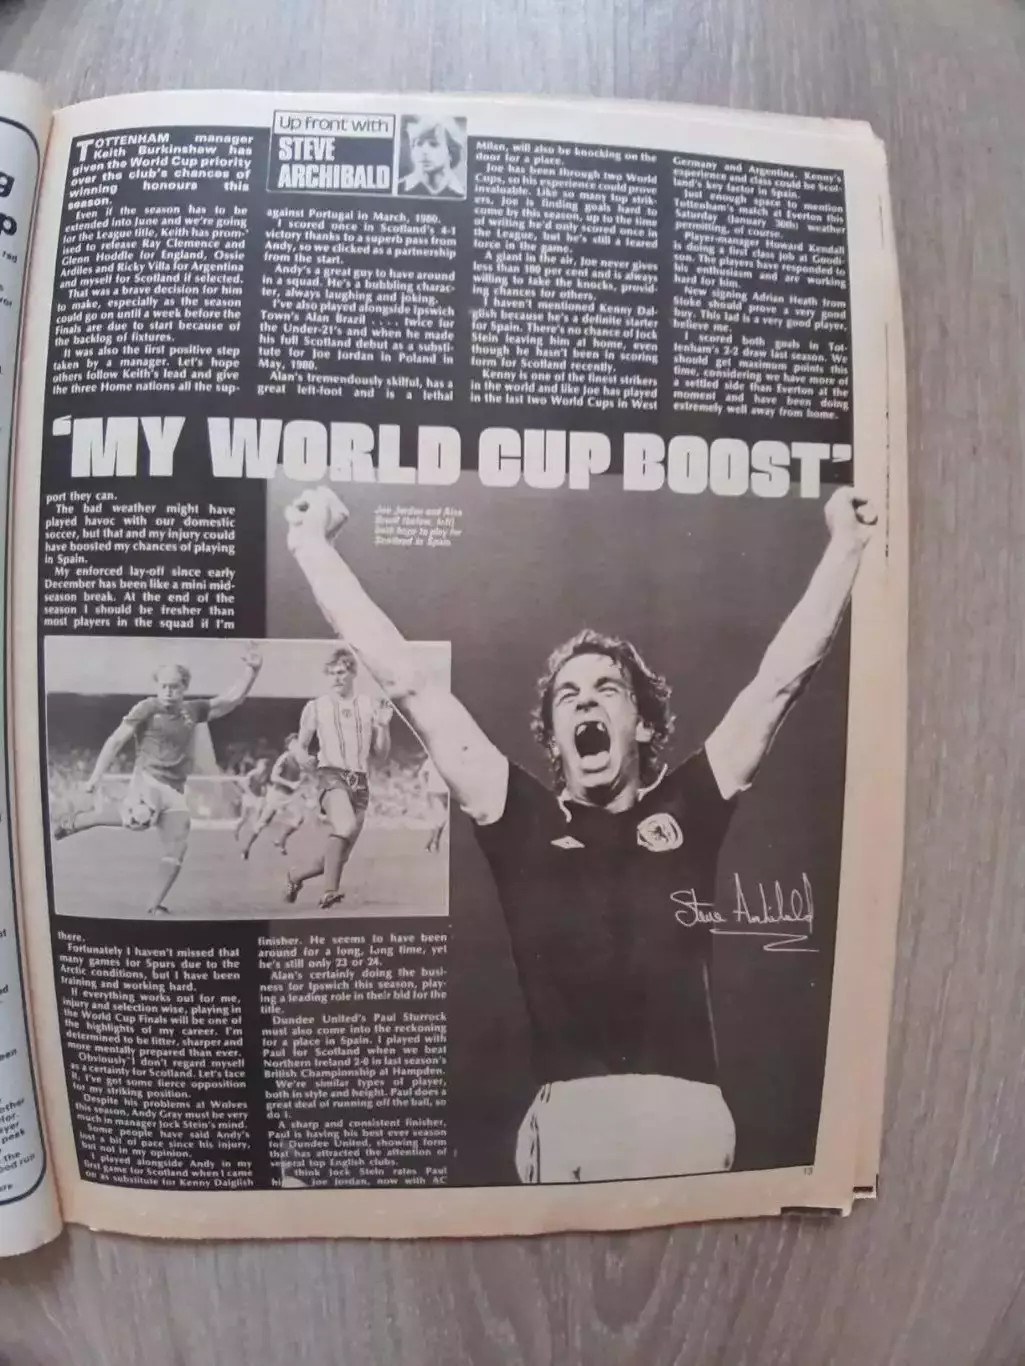 Up front with
STEVE
ARCHIBALD
TOTTENHAM manager
Keith Burkinshaw has
given the World Cup priority
over the club's chances of
winning honours this
season.
Even if the season has to be
extended into June and we're going
for the League title, Keith has prom-
ised to release Ray Clemence and
Glenn Hoddle for England, Ossie
Ardiles and Ricky Villa for Argentina
and myself for Scotland if selected.
That was a brave decision for him
to make, especially as the season
could go on until a week before the
Finals are due to start because of
the backlog of fixtures.
It was also the first positive step
taken by a manager. Let's hope
others follow Keith's lead and give
the three Home nations all the sup-
'MY WORLD CUP BOOST'
port they can.
The bad weather might have
played havoc with our domestic
soccer, but that and my injury could
have boosted my chances of playing
in Spain.
My enforced lay-off since early
December has been like a mini mid-
season break. At the end of the
season I should be fresher than
most players in the squad if I'm
there.
Fortunately I haven't missed that
many games for Spurs due to the
Arctic conditions, but I have been
training and working hard.
If everything works out for me,
injury and selection wise, playing in
the World Cup Finals will be one of
the highlights of my career. I'm
determined to be fitter, sharper and
more mentally prepared than ever.
Obviously I don't regard myself
as a certainty for Scotland. Let's face
it, I've got some fierce opposition
for my striking position.
Despite his problems at Wolves
this season, Andy Gray must be very
much in manager Jock Stein's mind.
Some people have said Andy's
lost a bit of pace since his injury,
but not in my opinion.
I played alongside Andy in my
first game for Scotland when I came
on as substitute for Kenny Dalglish
against Portugal in March, 1980.
I scored once in Scotland's 4-1
victory thanks to a superb pass from
Andy, so we clicked as a partnership
from the start.
Andy's a great guy to have around
in a squad. He's a bubbling charac-
ter, always laughing and joking.
I've also played alongside Ipswich
Town's Alan Brazil .... twice for
the Under-21's and when he made
his full Scotland debut as a substi-
tute for Joe Jordan in Poland in
May, 1980.
Alan's tremendously skilful, has a
great left-foot and is a lethal
finisher. He seems to have been
around for a long, long time, yet
he's still only 23 or 24.
Alan's certainly doing the busi-
ness for Ipswich this season, play-
ing a leading role in their bid for the
title.
Dundee United's Paul Sturrock
must also come into the reckoning
for a place in Spain. I played with
Paul for Scotland when we beat
Northern Ireland 2-0 in last season's
British Championship at Hampden.
We're similar types of player,
both in style and height. Paul does a
great deal of running off the ball, so
do I.
A sharp and consistent finisher,
Paul is having his best ever season
for Dundee United, showing form
that has attracted the attention of
several top English clubs.
I think Jock Stein rates Paul
Joe Jordan, now with AC
Milan, will also be knocking on the
door for a place.
Joe has been through two World
Cups, so his experience could prove
invaluable. Like so many top strik-
ers, Joe is finding goals hard to
come by this season, up to the time
of writing he'd only scored once in
the League, but he's still a feared
force in the game.
A giant in the air, Joe never gives
less than 100 per cent and is always
willing to take the knocks, provid-
ing chances for others.
I haven't mentioned Kenny Dal-
glish because he's a definite starter
for Spain. There's no chance of Jock
Stein leaving him at home, even
though he hasn't been in scoring
form for Scotland recently.
Kenny is one of the finest strikers
in the world and like Joe has played
in the last two World Cups in West
Germany and Argentina. Kenny's
experience and class could be Scot-
land's key factor in Spain.
Just enough space to mention
Tottenham's match at Everton this
Saturday (January 30th) weather
permitting, of course.
Player-manager Howard Kendall
is doing a first class job at Goodi-
son. The players have responded to
his enthusiasm and are working
hard for him.
New signing Adrian Heath from
Stoke should prove a very good
buy. This lad is a very good player,
believe me.
I scored both goals in Tot-
tenham's 2-2 draw last season. We
should get maximum points this
time, considering we have more of
a settled side than Everton at the
moment and have been doing
extremely well away from home.
Joe Jordan and Alan
Brazil (below, left)
both hope to play for
Scotland in Spain.
Steve Archibald
13